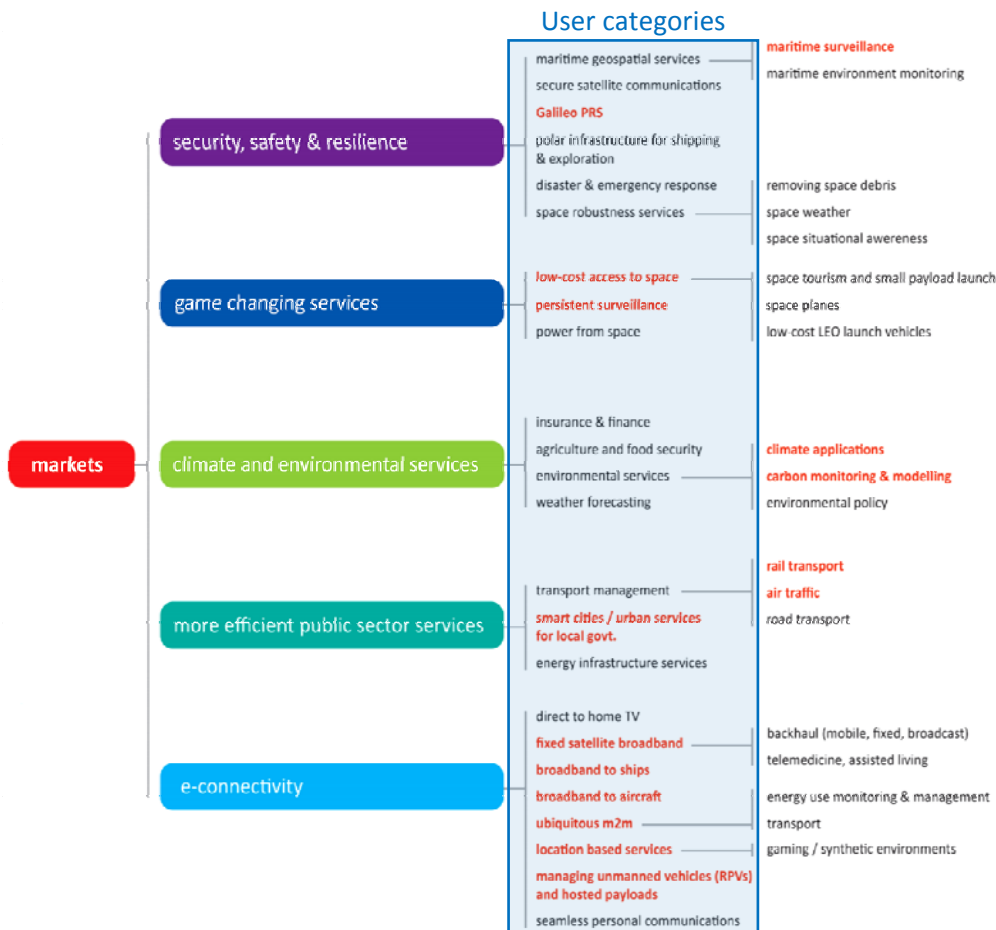 User categories
maritime geospatial services
maritime surveillance
maritime environment monitoring
secure satellite communications
Galileo PRS
security, safety & resilience
polar infrastructure for shipping
& exploration
disaster & emergency response
space robustness services
removing space debris
space weather
space situational awereness
game changing services
low-cost access to space
persistent surveillance
power from space
space tourism and small payload launch
space planes
low-cost LEO launch vehicles
markets
climate and environmental services
insurance & finance
agriculture and food security
environmental services
weather forecasting
climate applications
carbon monitoring & modelling
environmental policy
more efficient public sector services
transport management
smart cities / urban services
for local govt.
energy infrastructure services
rail transport
air traffic
road transport
e-connectivity
direct to home TV
fixed satellite broadband
broadband to ships
broadband to aircraft
ubiquitous m2m
location based services
managing unmanned vehicles (RPVs)
and hosted payloads
seamless personal communications
backhaul (mobile, fixed, broadcast)
telemedicine, assisted living
energy use monitoring & management
transport
gaming / synthetic environments